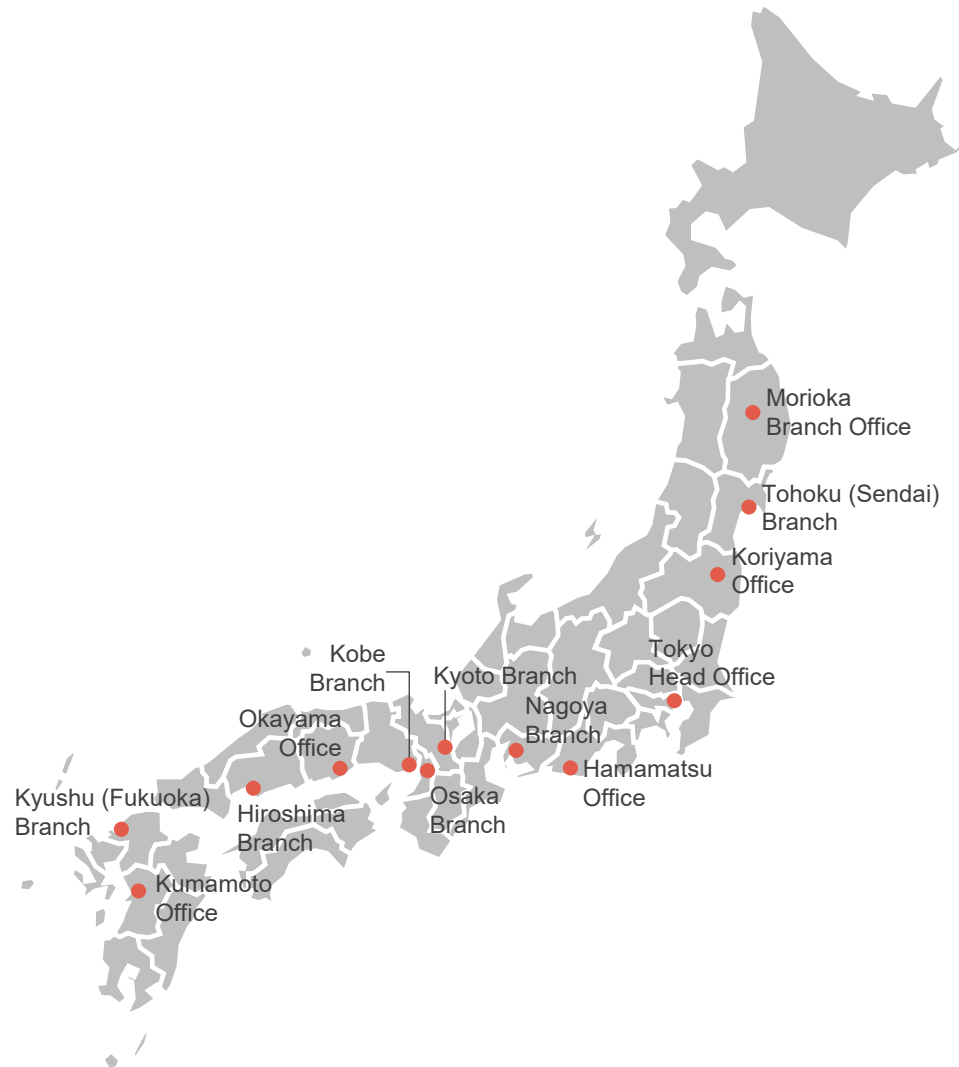 Morioka
Branch Office
Tohoku (Sendai)
Branch
Koriyama
Office
Tokyo
Head Office
Kobe
Branch
Kyoto Branch
Nagoya
Branch
Okayama
Office
Hamamatsu
Office
Kyushu (Fukuoka)
Branch
Hiroshima
Branch
Osaka
Branch
Kumamoto
Office